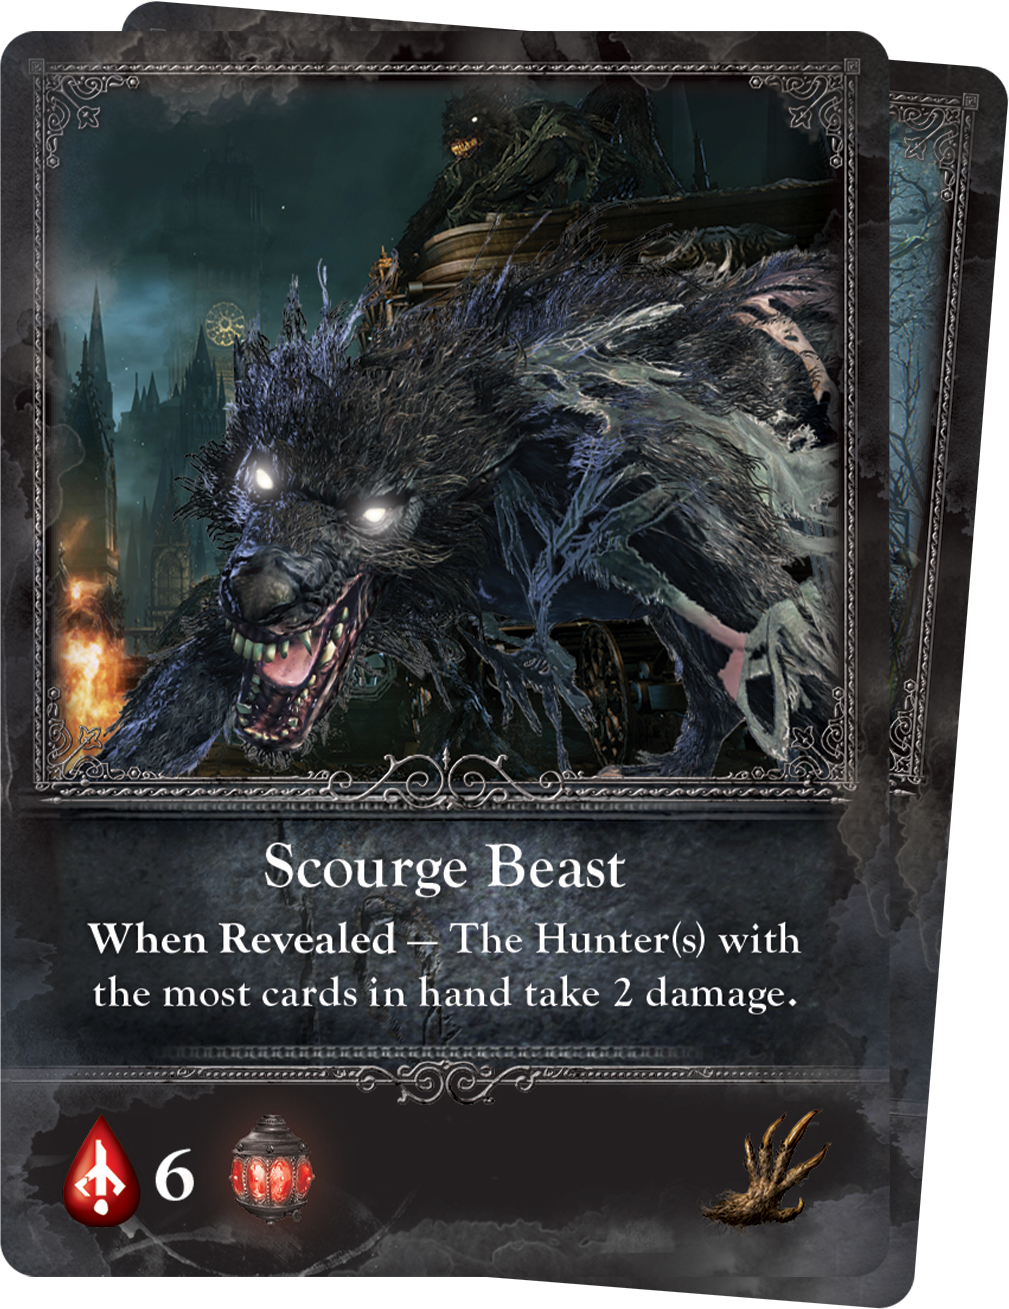 Scourge Beast
When Revealed — The Hunter(s) with
the most cards in hand take 2 damage.
6